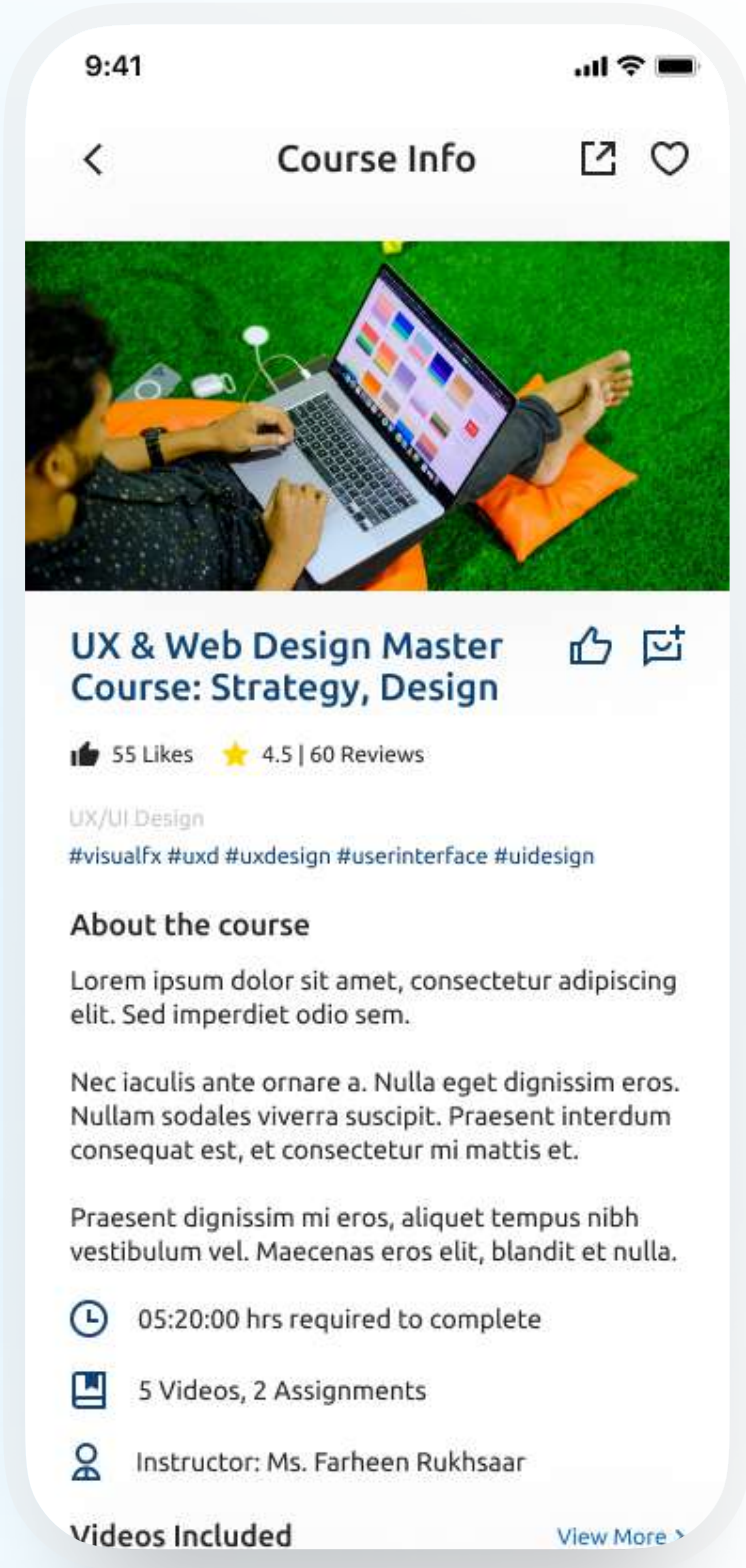 9:41
Course Info
UX & Web Design Master
Course: Strategy, Design
55 Likes 4.5 | 60 Reviews
UX/UI Design
#visualfx #uxd #uxdesign #userinterface #uidesign
About the course
Lorem ipsum dolor sit amet, consectetur adipiscing
elit. Sed imperdiet odio sem.
Nec iaculis ante ornare a. Nulla eget dignissim eros.
Nullam sodales viverra suscipit. Praesent interdum
consequat est, et consectetur mi mattis et.
Praesent dignissim mi eros, aliquet tempus nibh
vestibulum vel. Maecenas eros elit, blandit et nulla.
05:20:00 hrs required to complete
5 Videos, 2 Assignments
Instructor: Ms. Farheen Rukhsaar
Videos Included View More >